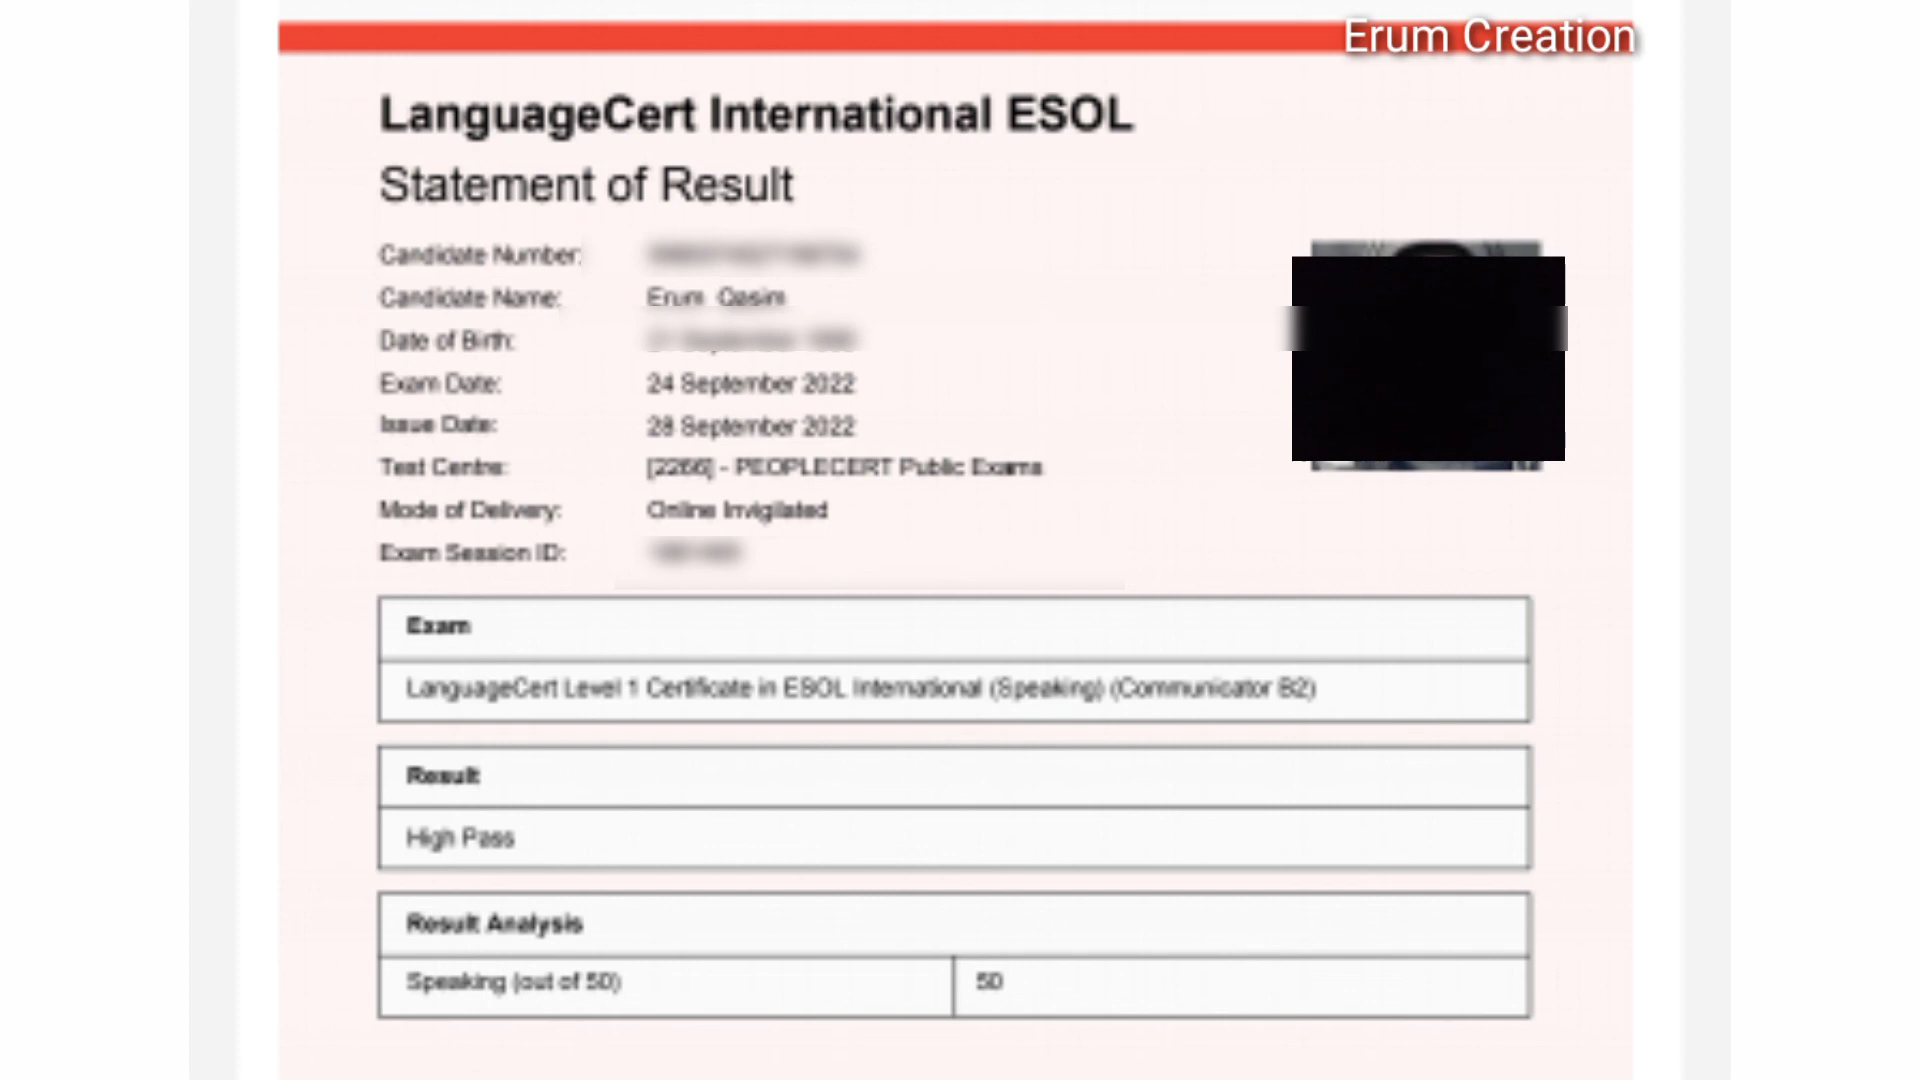 Erum Creation
LanguageCert International ESOL
Statement of Result
Candidate Number:
Candidate Name: Erum Qasim
Date of Birth:
Exam Date: 24 September 2022
Issue Date: 28 September 2022
Test Centre: [2266] - PEOPLECERT Public Exams
Mode of Delivery: Online Invigilated
Exam Session ID:
Exam
LanguageCert Level 1 Certificate in ESOL International (Speaking) (Communicator B2)
Result
High Pass
Result Analysis
Speaking (out of 50) 50